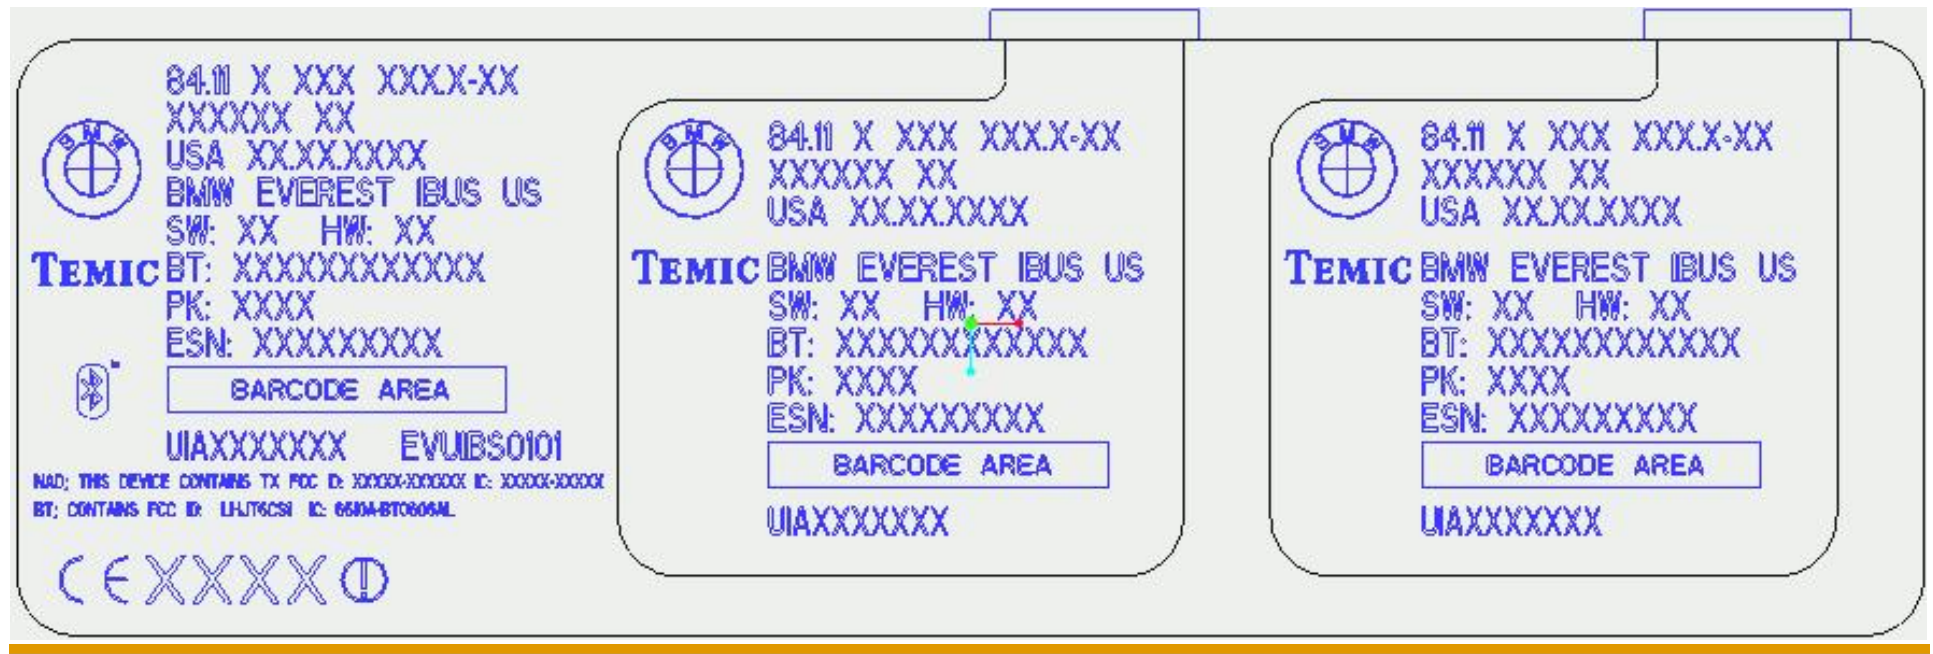 BMW
84.11 X XXX XXX.X-XX
XXXXXX XX
USA XX.XX.XXXX
BMW EVEREST IBUS US
SW: XX HW: XX
TEMIC
BT: XXXXXXXXXXXX
PK: XXXX
ESN: XXXXXXXXX
BARCODE AREA
UIAXXXXXXX EVUIBS0101
NAD; THIS DEVICE CONTAINS TX FCC ID: XXXXX-XXXXXX IC: XXXXX-XXXXX
BT; CONTAINS FCC ID: IC:
CE XXXX
BMW
84.11 X XXX XXX.X-XX
XXXXXX XX
USA XX.XX.XXXX
TEMIC
BMW EVEREST IBUS US
SW: XX HW: XX
BT: XXXXXXXXXXXX
PK: XXXX
ESN: XXXXXXXXX
BARCODE AREA
UIAXXXXXXX
BMW
84.11 X XXX XXX.X-XX
XXXXXX XX
USA XX.XX.XXXX
TEMIC
BMW EVEREST IBUS US
SW: XX HW: XX
BT: XXXXXXXXXXXX
PK: XXXX
ESN: XXXXXXXXX
BARCODE AREA
UIAXXXXXXX